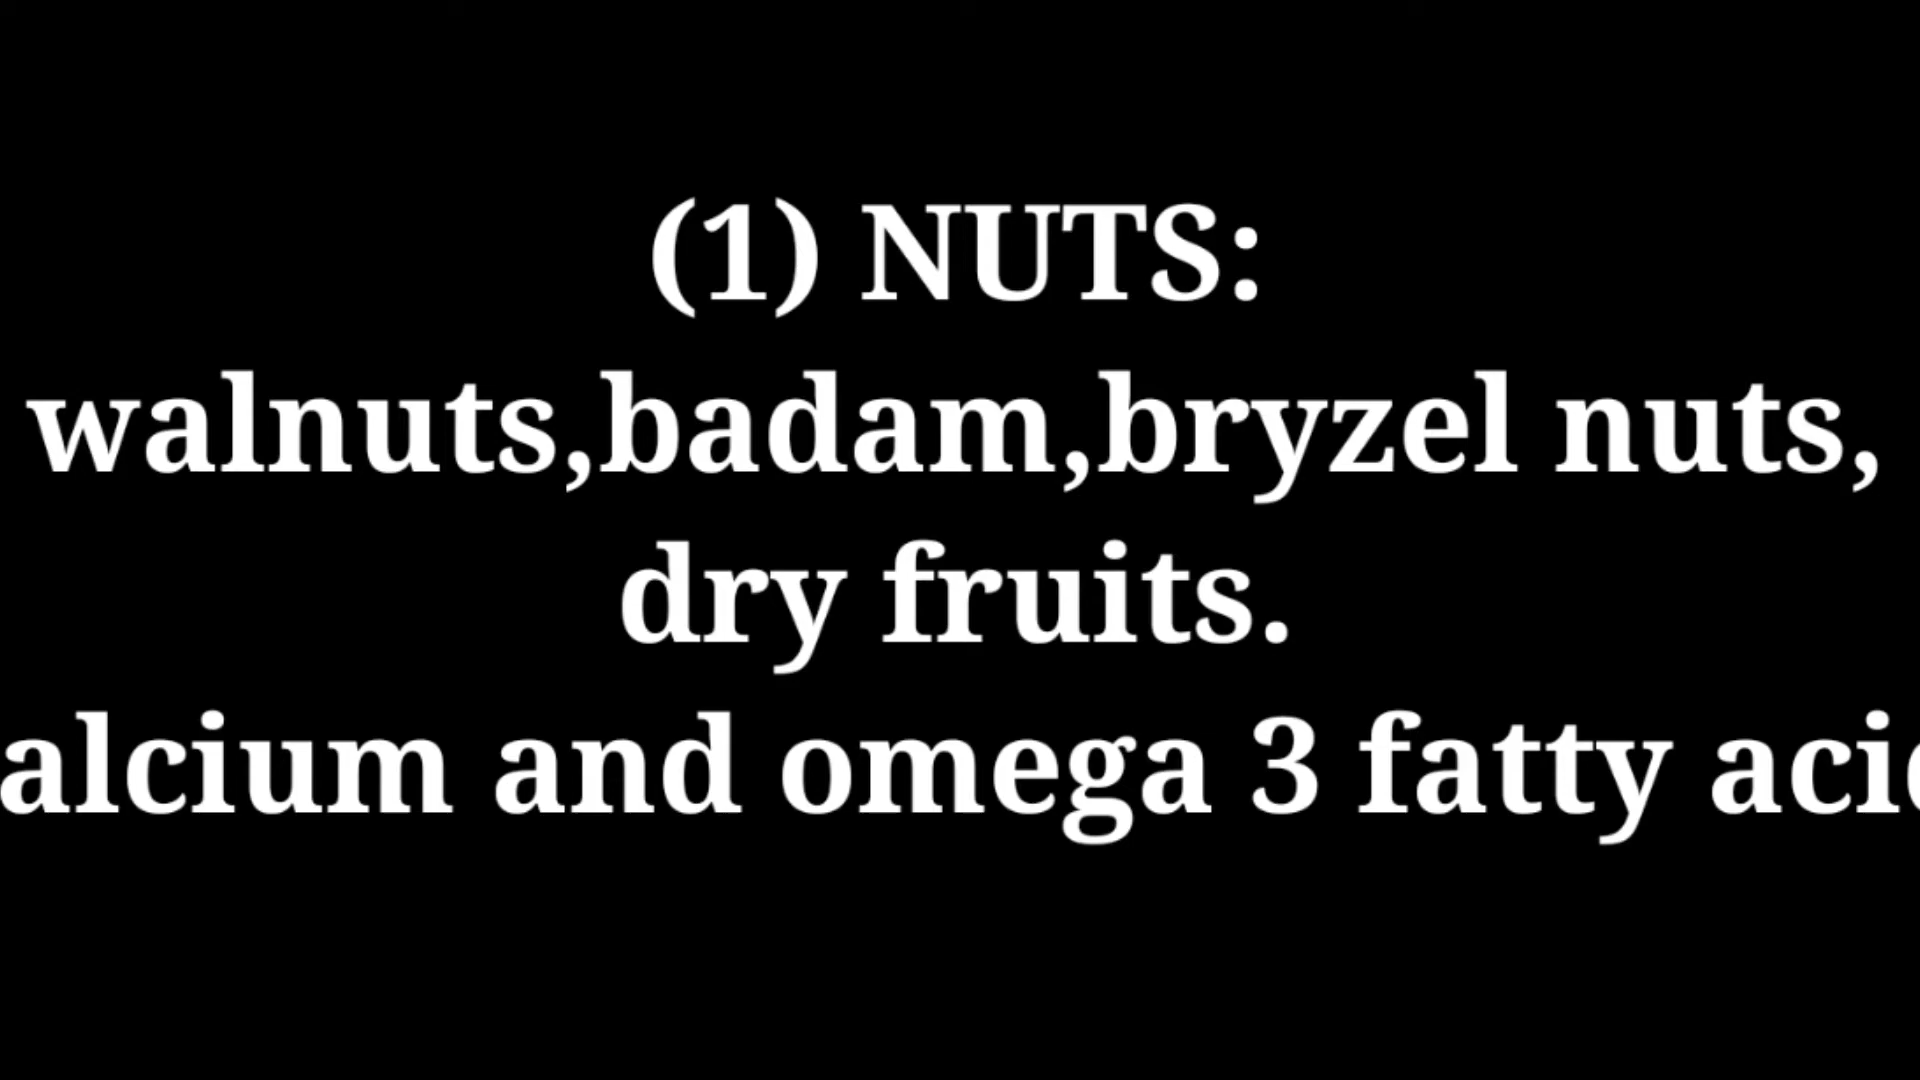 (1) NUTS:
walnuts,badam,bryzel nuts,
dry fruits.
alcium and omega 3 fatty aci